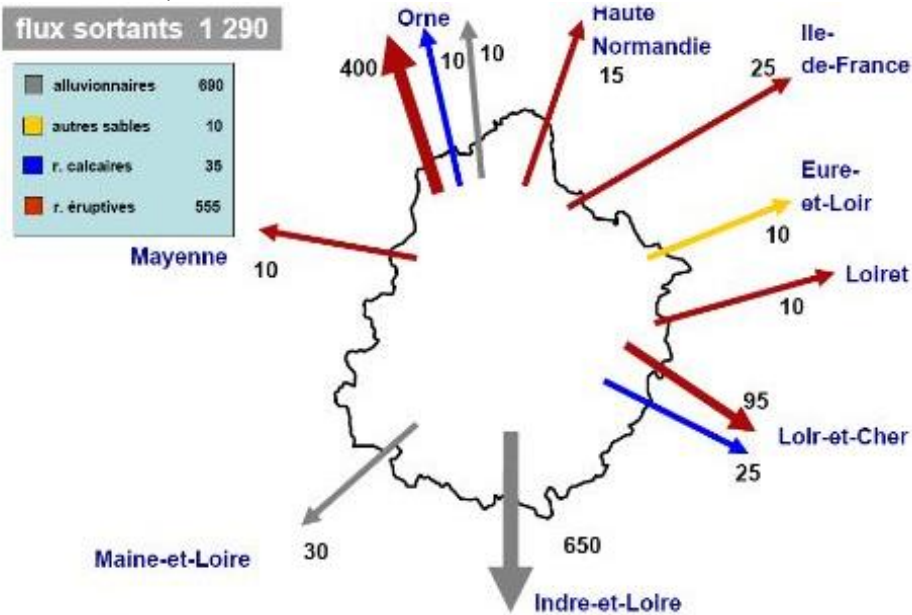 flux sortants 1 290
alluvionnaires 690
autres sables 10
r. calcaires 35
r. éruptives 555
Orne
400
10
10
Haute
Normandie
15
Ile-
de-France
25
Eure-
et-Loir
10
Mayenne
10
Loiret
10
95
Loir-et-Cher
25
Maine-et-Loire
30
650
Indre-et-Loire